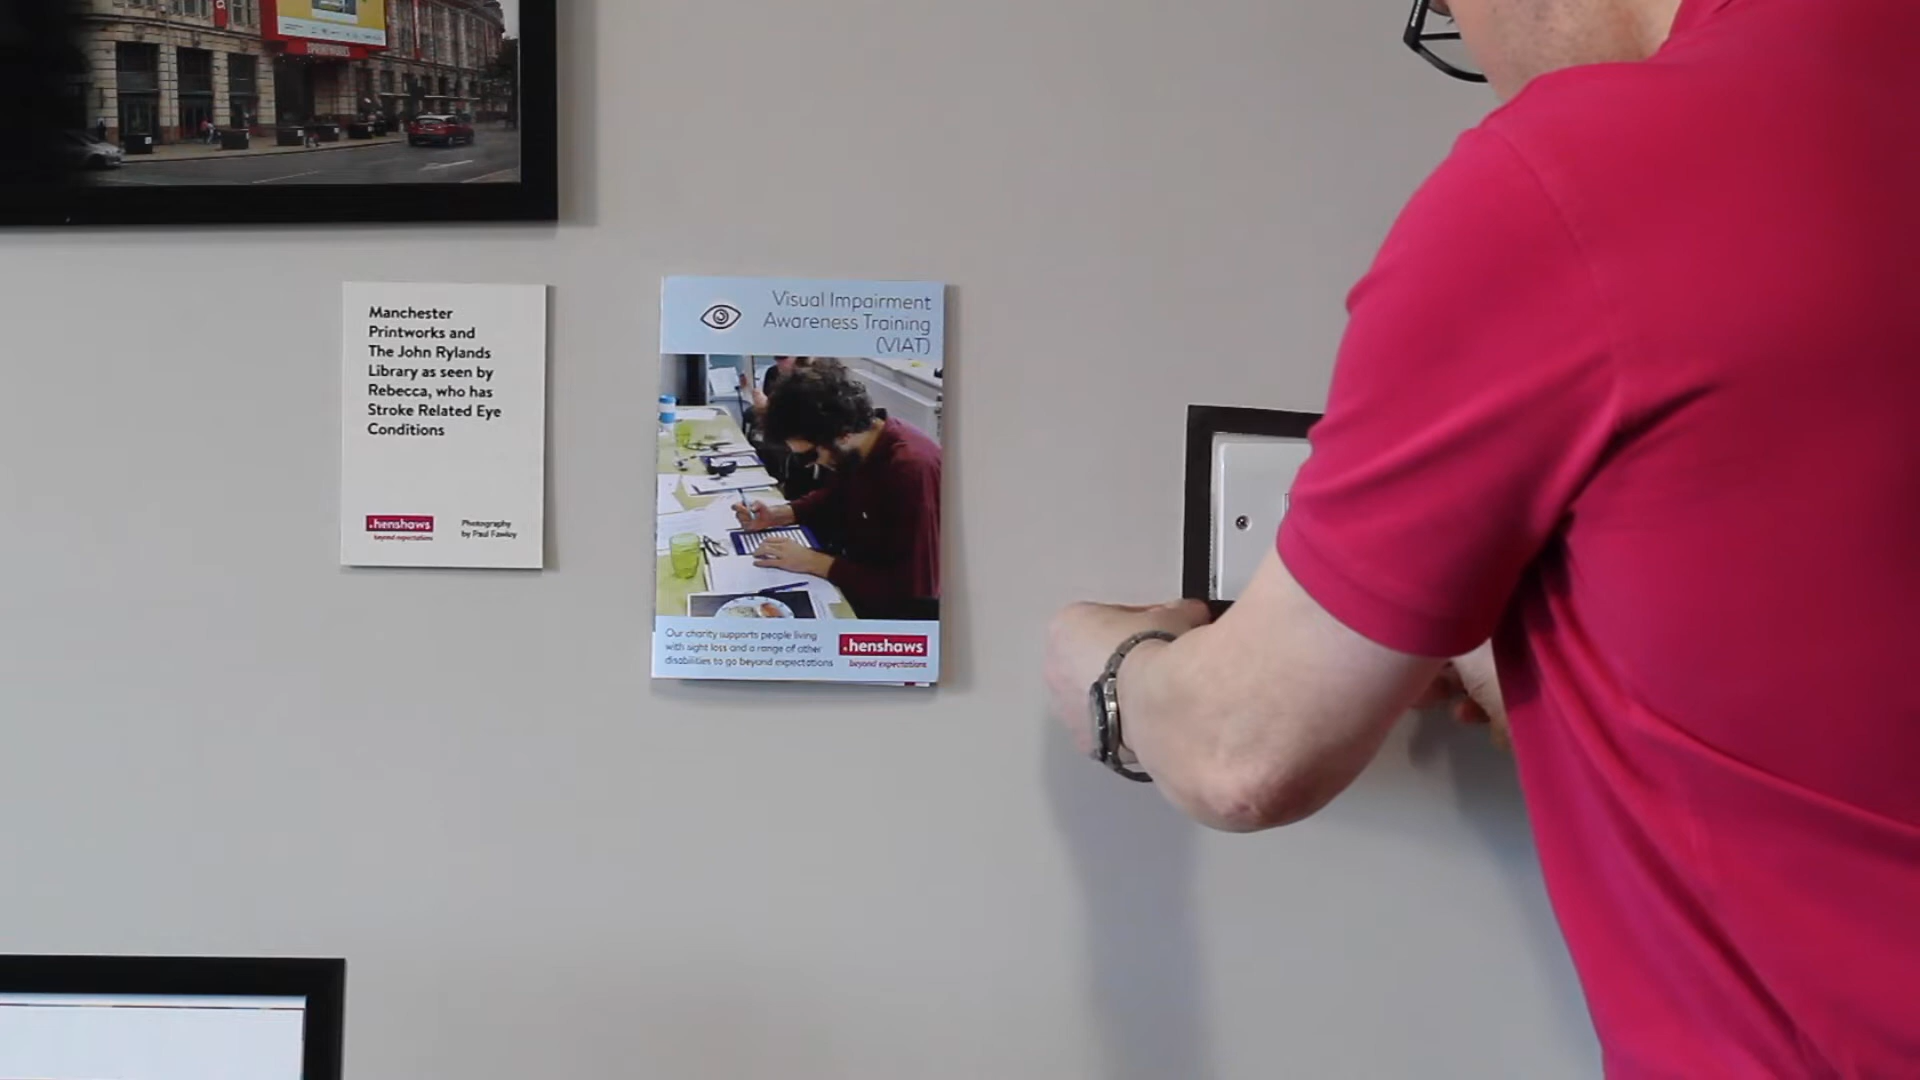 PRINTWORKS
Manchester
Printworks and
The John Rylands
Library as seen by
Rebecca, who has
Stroke Related Eye
Conditions
henshaws
beyond expectations
Photography
by Paul Fawley
Visual Impairment
Awareness Training
(VIAT)
Our charity supports people living
with sight loss and a range of other
disabilities to go beyond expectations
henshaws
beyond expectations